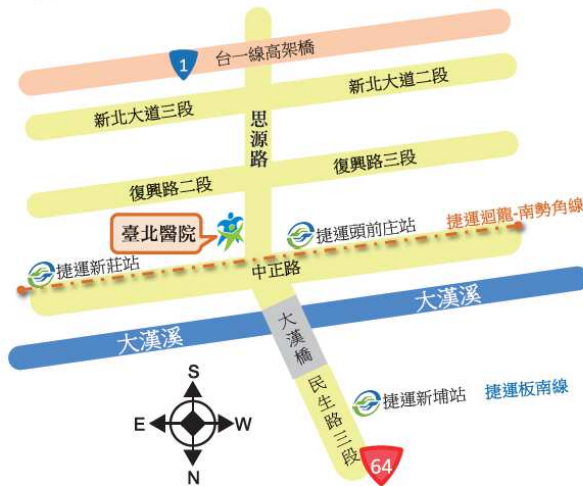 台一線高架橋
1
新北大道三段
新北大道二段
思源路
復興路二段
復興路三段
臺北醫院
捷運頭前庄站
捷運迴龍-南勢角線
捷運新莊站
中正路
大漢溪
大漢溪
大漢橋
民生路三段
捷運新埔站
捷運板南線
64
S
E
W
N